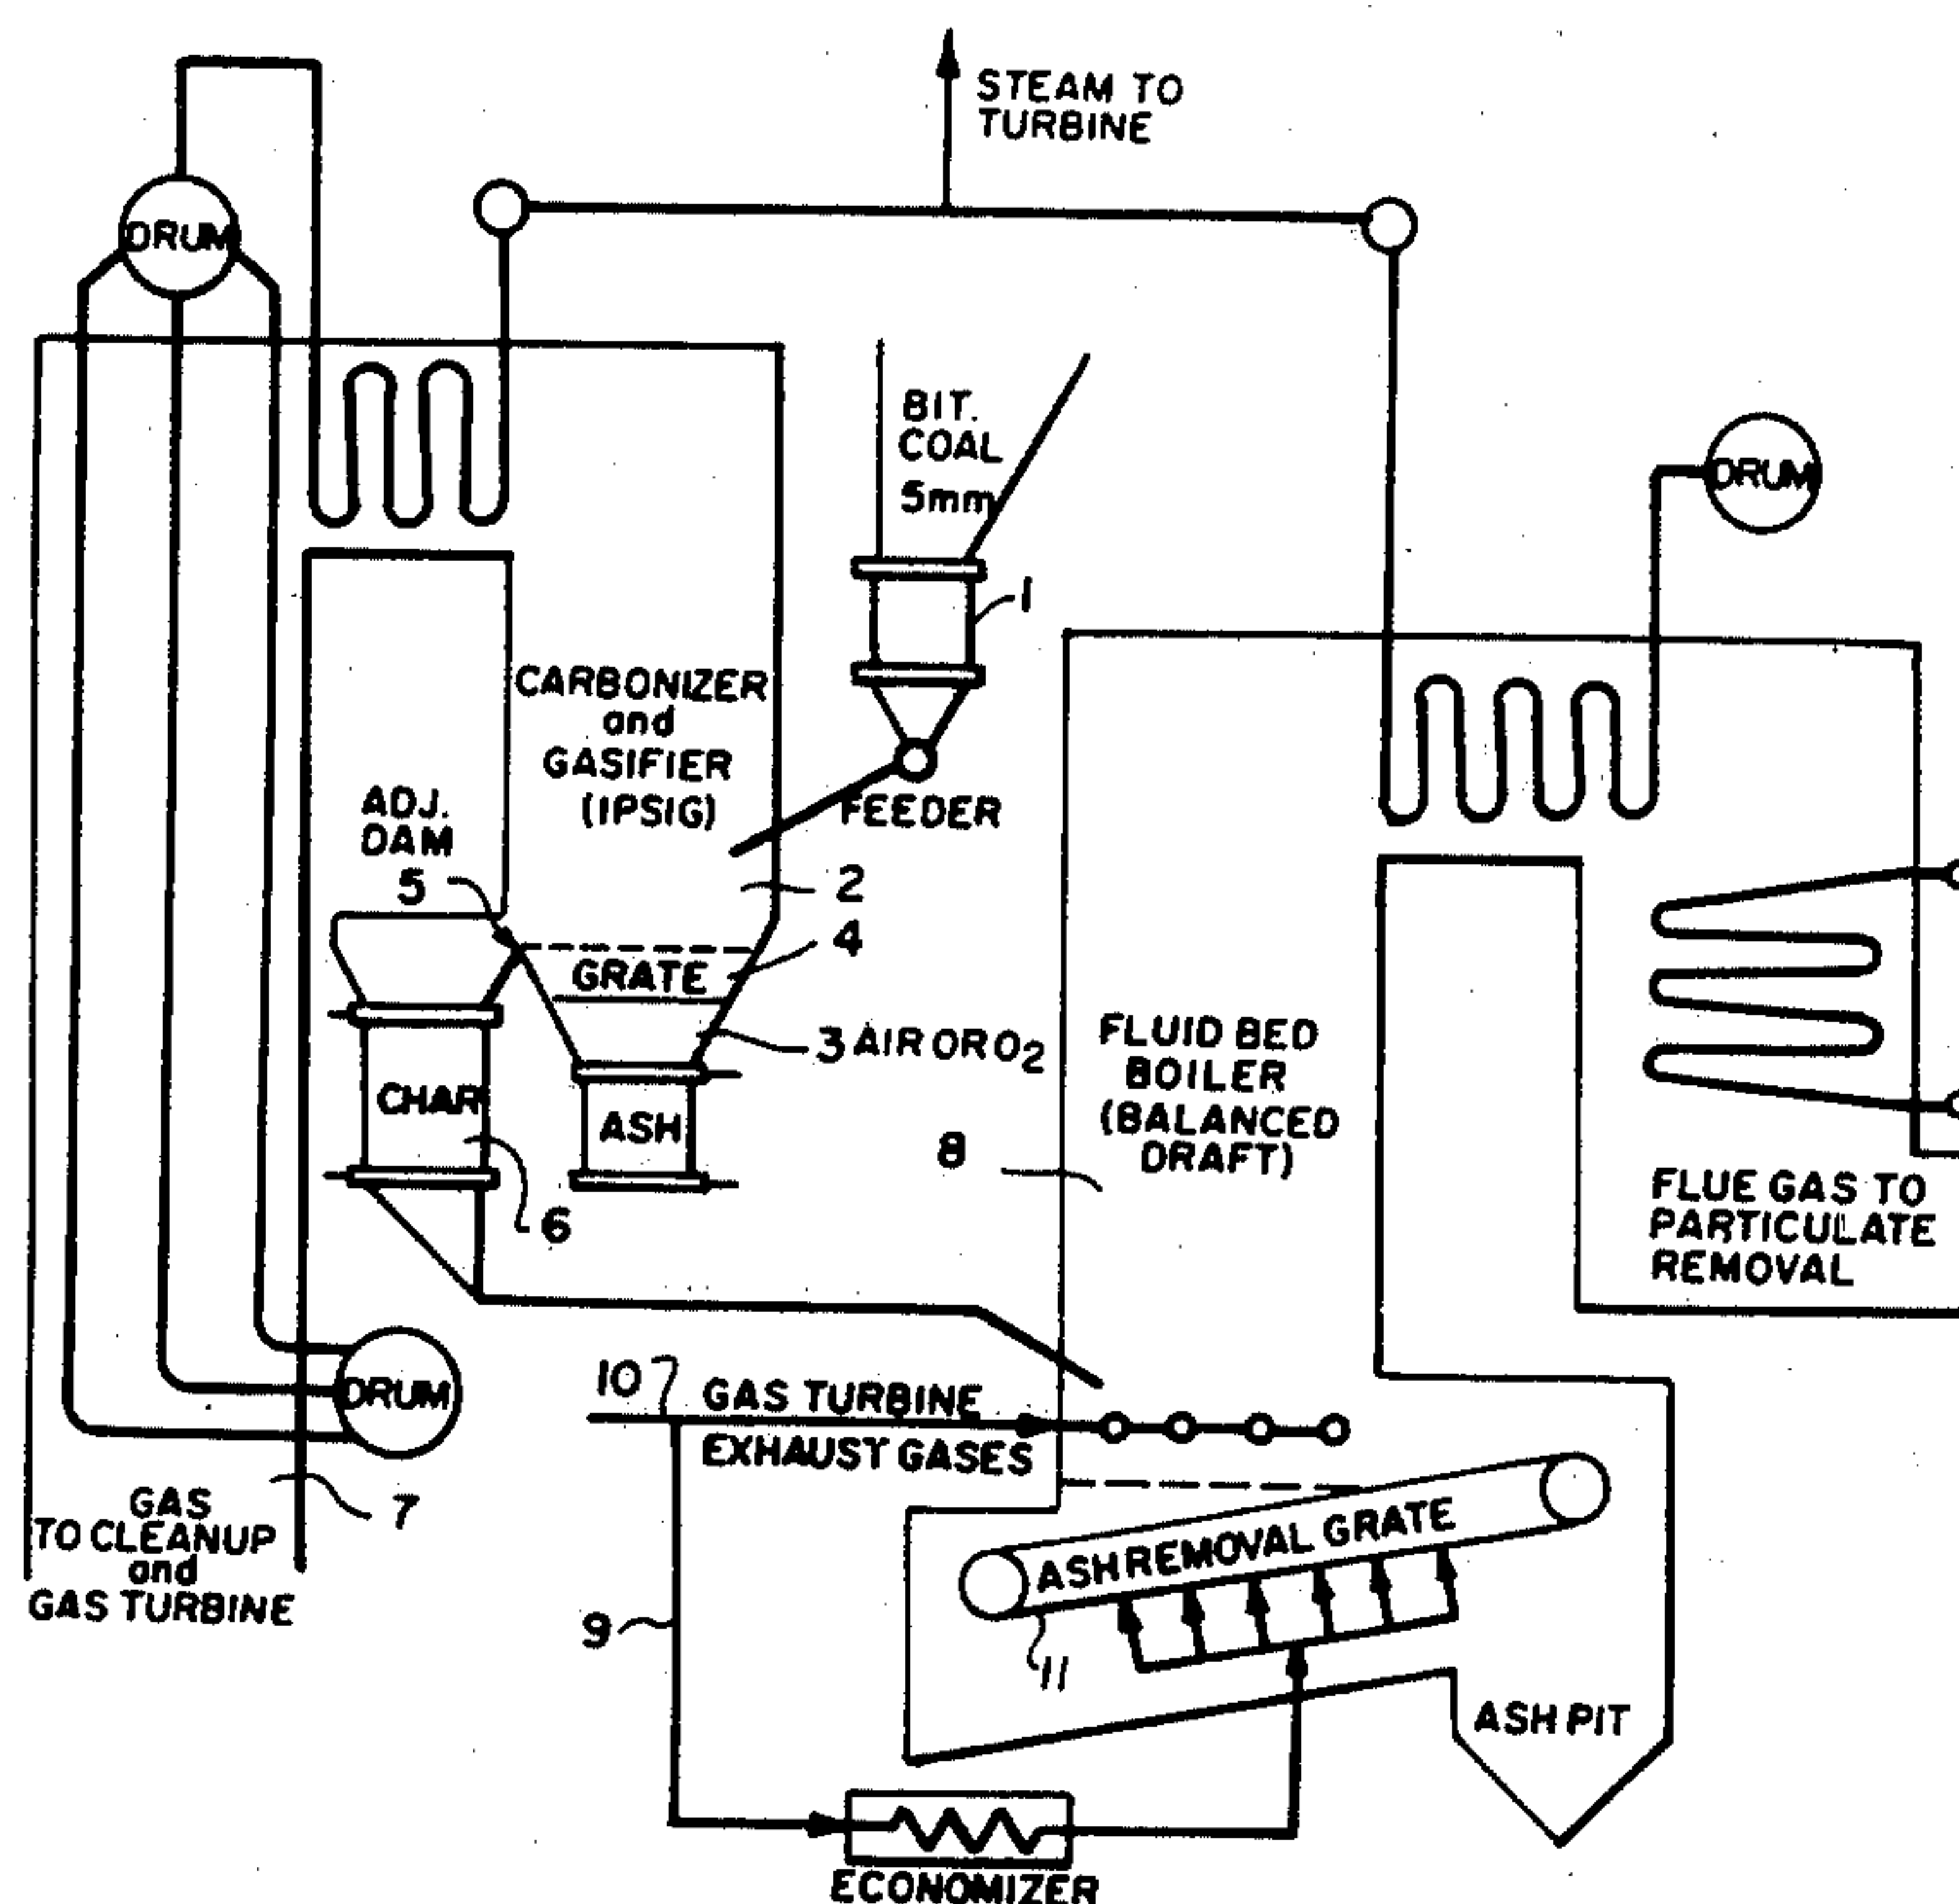 STEAM TO
TURBINE
DRUM
BIT.
COAL
5mm
DRUM
1
CARBONIZER
and
GASIFIER
(1PSIG)
FEEDER
ADJ.
DAM
5
2
4
GRATE
3 AIR OR O2
CHAR
ASH
6
FLUID BED
BOILER
(BALANCED
DRAFT)
8
FLUE GAS TO
PARTICULATE
REMOVAL
DRUM
10
GAS TURBINE
EXHAUST GASES
7
GAS
TO CLEANUP
and
GAS TURBINE
ASH REMOVAL GRATE
9
11
ASH PIT
ECONOMIZER